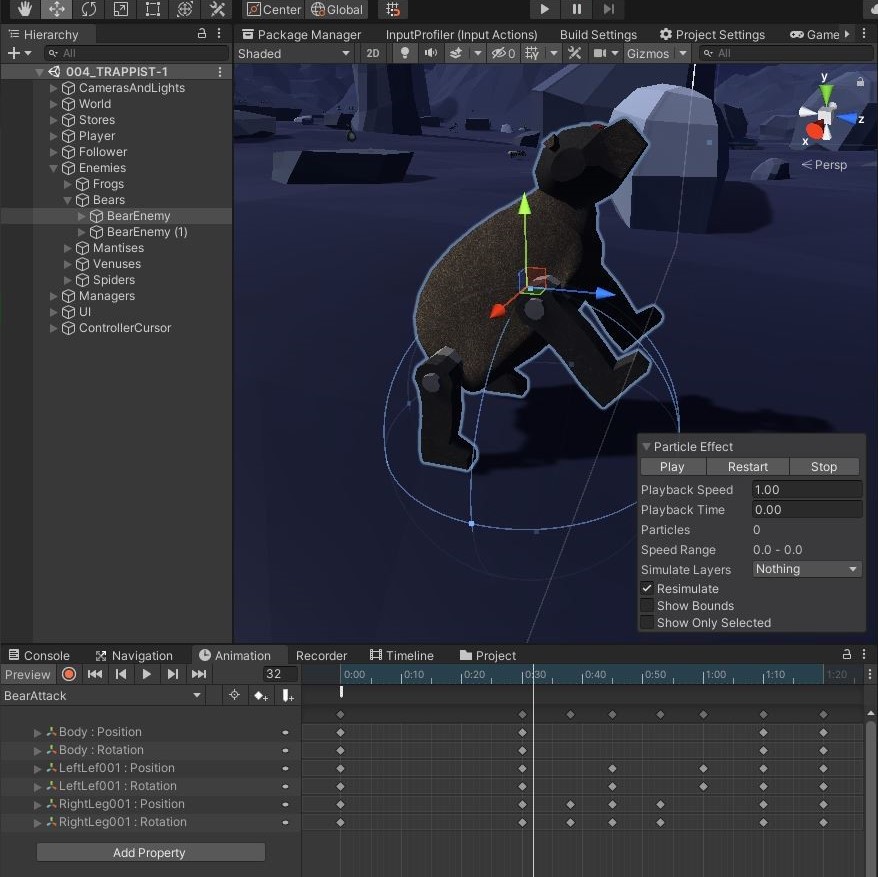 Center Global
Hierarchy
Package Manager InputProfiler (Input Actions) Build Settings Project Settings Game
All
Shaded 2D 0 Gizmos All
004_TRAPPIST-1
CamerasAndLights
World
Stores
Player
Follower
Enemies
Frogs
Bears
BearEnemy
BearEnemy (1)
Mantises
Venuses
Spiders
Managers
UI
ControllerCursor
y
z
x
Persp
Particle Effect
Play Restart Stop
Playback Speed 1.00
Playback Time 0.00
Particles 0
Speed Range 0.0 - 0.0
Simulate Layers Nothing
Resimulate
Show Bounds
Show Only Selected
Console Navigation Animation Recorder Timeline Project
Preview 32 0:00 0:10 0:20 0:30 0:40 0:50 1:00 1:10 1:20
BearAttack
Body : Position
Body : Rotation
LeftLef001 : Position
LeftLef001 : Rotation
RightLeg001 : Position
RightLeg001 : Rotation
Add Property